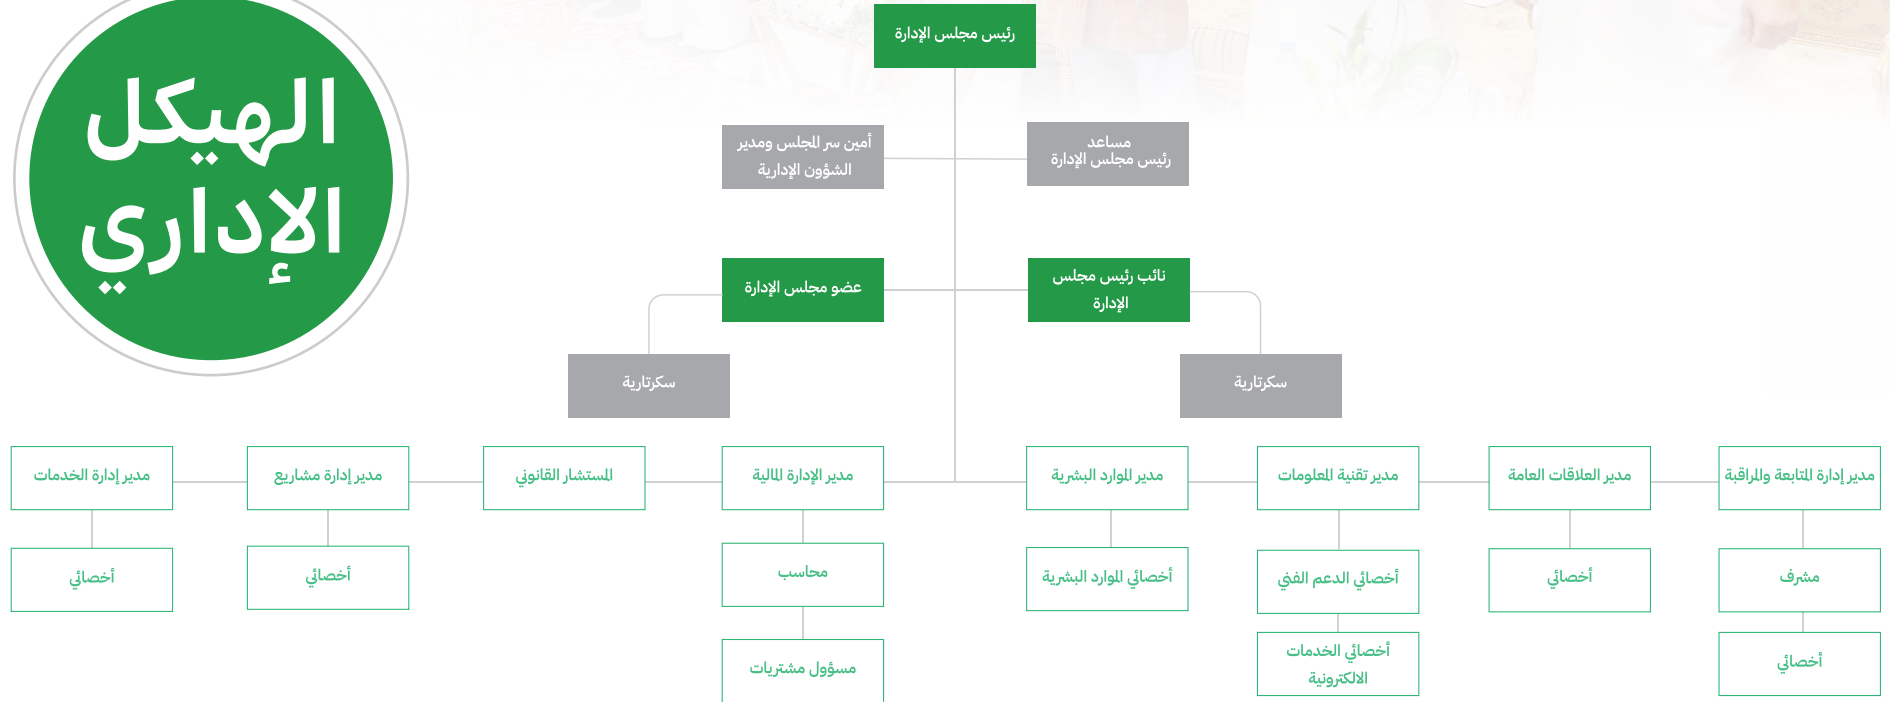 الهيكل
الإداري
رئيس مجلس الإدارة
مساعد
رئيس مجلس الإدارة
أمين سر المجلس ومدير
الشؤون الإدارية
نائب رئيس مجلس
الإدارة
عضو مجلس الإدارة
سكرتارية
سكرتارية
مدير إدارة المتابعة والمراقبة
مدير العلاقات العامة
مدير تقنية المعلومات
مدير الموارد البشرية
مدير الإدارة المالية
المستشار القانوني
مدير إدارة مشاريع
مدير إدارة الخدمات
مشرف
أخصائي
أخصائي الدعم الفني
أخصائي الموارد البشرية
محاسب
أخصائي
أخصائي
أخصائي
أخصائي الخدمات
الالكترونية
مسؤول مشتريات